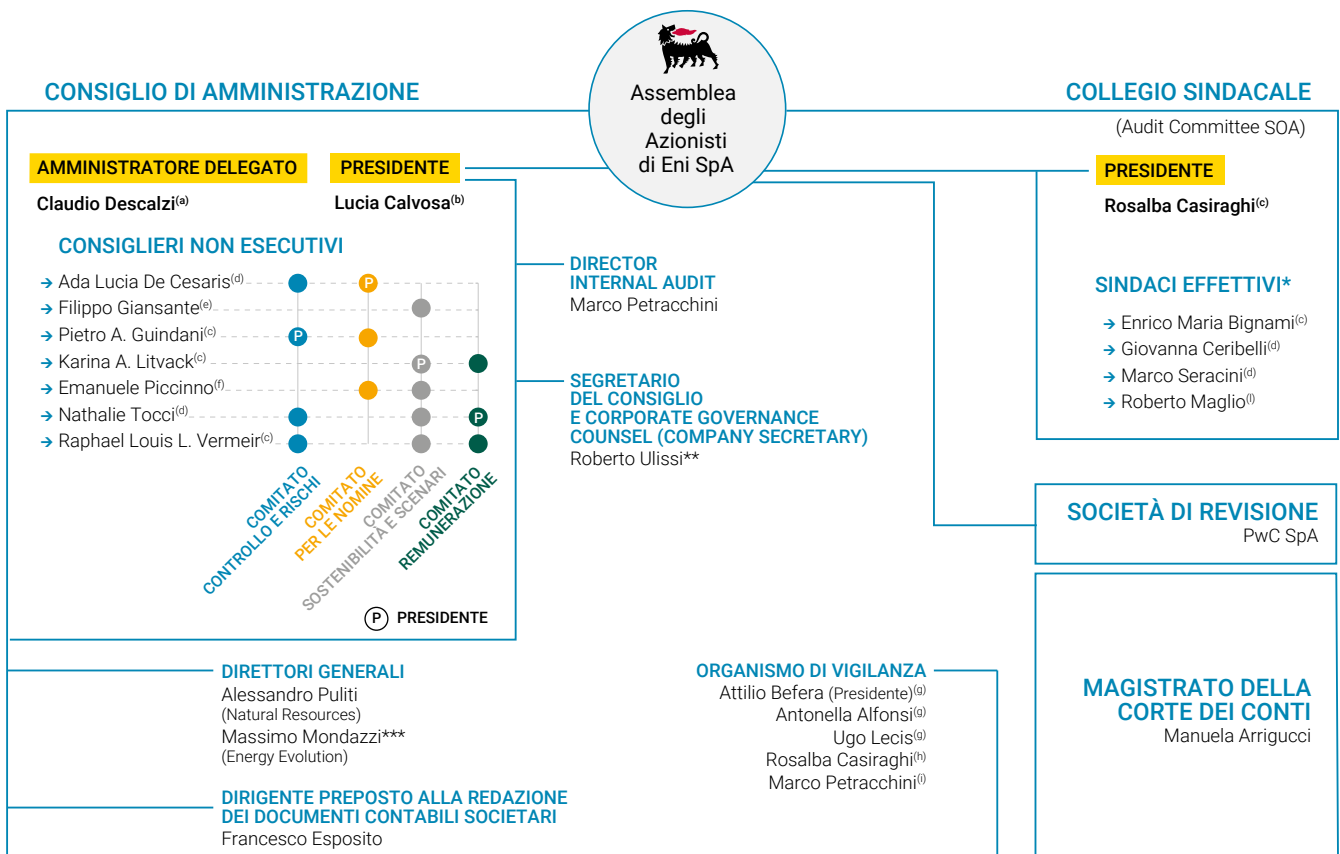 Assemblea
degli
Azionisti
di Eni SpA
CONSIGLIO DI AMMINISTRAZIONE
AMMINISTRATORE DELEGATO
Claudio Descalzi(a)
PRESIDENTE
Lucia Calvosa(b)
CONSIGLIERI NON ESECUTIVI
→ Ada Lucia De Cesaris(d)
P
→ Filippo Giansante(e)
→ Pietro A. Guindani(c)
P
→ Karina A. Litvack(c)
P
→ Emanuele Piccinno(f)
→ Nathalie Tocci(d)
P
→ Raphael Louis L. Vermeir(c)
COMITATO
CONTROLLO E RISCHI
COMITATO
PER LE NOMINE
COMITATO
SOSTENIBILITÀ E SCENARI
COMITATO
REMUNERAZIONE
P PRESIDENTE
DIRECTOR
INTERNAL AUDIT
Marco Petracchini
SEGRETARIO
DEL CONSIGLIO
E CORPORATE GOVERNANCE
COUNSEL (COMPANY SECRETARY)
Roberto Ulissi**
COLLEGIO SINDACALE
(Audit Committee SOA)
PRESIDENTE
Rosalba Casiraghi(c)
SINDACI EFFETTIVI*
→ Enrico Maria Bignami(c)
→ Giovanna Ceribelli(d)
→ Marco Seracini(d)
→ Roberto Maglio(l)
SOCIETÀ DI REVISIONE
PwC SpA
MAGISTRATO DELLA
CORTE DEI CONTI
Manuela Arrigucci
DIRETTORI GENERALI
Alessandro Puliti
(Natural Resources)
Massimo Mondazzi***
(Energy Evolution)
DIRIGENTE PREPOSTO ALLA REDAZIONE
DEI DOCUMENTI CONTABILI SOCIETARI
Francesco Esposito
ORGANISMO DI VIGILANZA
Attilio Befera (Presidente)(g)
Antonella Alfonsi(g)
Ugo Lecis(g)
Rosalba Casiraghi(h)
Marco Petracchini(i)